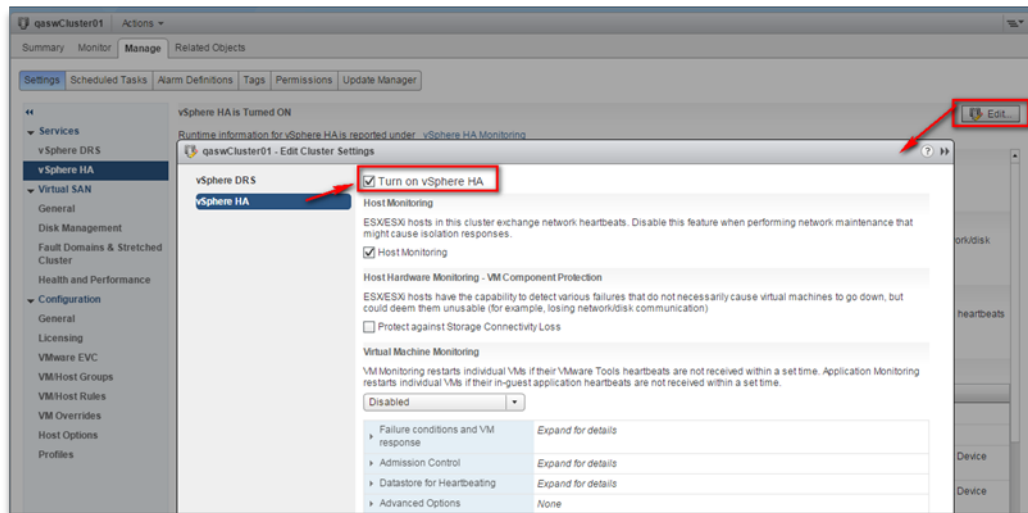 qaswCluster01 Actions
Summary Monitor Manage Related Objects
Settings Scheduled Tasks Alarm Definitions Tags Permissions Update Manager
vSphere HA is Turned ON
Edit...
Runtime information for vSphere HA is reported under vSphere HA Monitoring
Services
vSphere DRS
vSphere HA
Virtual SAN
General
Disk Management
Fault Domains & Stretched
Cluster
Health and Performance
Configuration
General
Licensing
VMware EVC
VM/Host Groups
VM/Host Rules
VM Overrides
Host Options
Profiles
qaswCluster01 - Edit Cluster Settings
vSphere DRS
vSphere HA
Turn on vSphere HA
Host Monitoring
ESX/ESXi hosts in this cluster exchange network heartbeats. Disable this feature when performing network maintenance that
might cause isolation responses.
Host Monitoring
Host Hardware Monitoring - VM Component Protection
ESX/ESXi hosts have the capability to detect various failures that do not necessarily cause virtual machines to go down, but
could deem them unusable (for example, losing network/disk communication)
Protect against Storage Connectivity Loss
Virtual Machine Monitoring
VM Monitoring restarts individual VMs if their VMware Tools heartbeats are not received within a set time. Application Monitoring
restarts individual VMs if their in-guest application heartbeats are not received within a set time.
Disabled
Failure conditions and VM
response
Expand for details
Admission Control Expand for details
Datastore for Heartbeating Expand for details
Advanced Options None
ork/disk
heartbeats
Device
Device